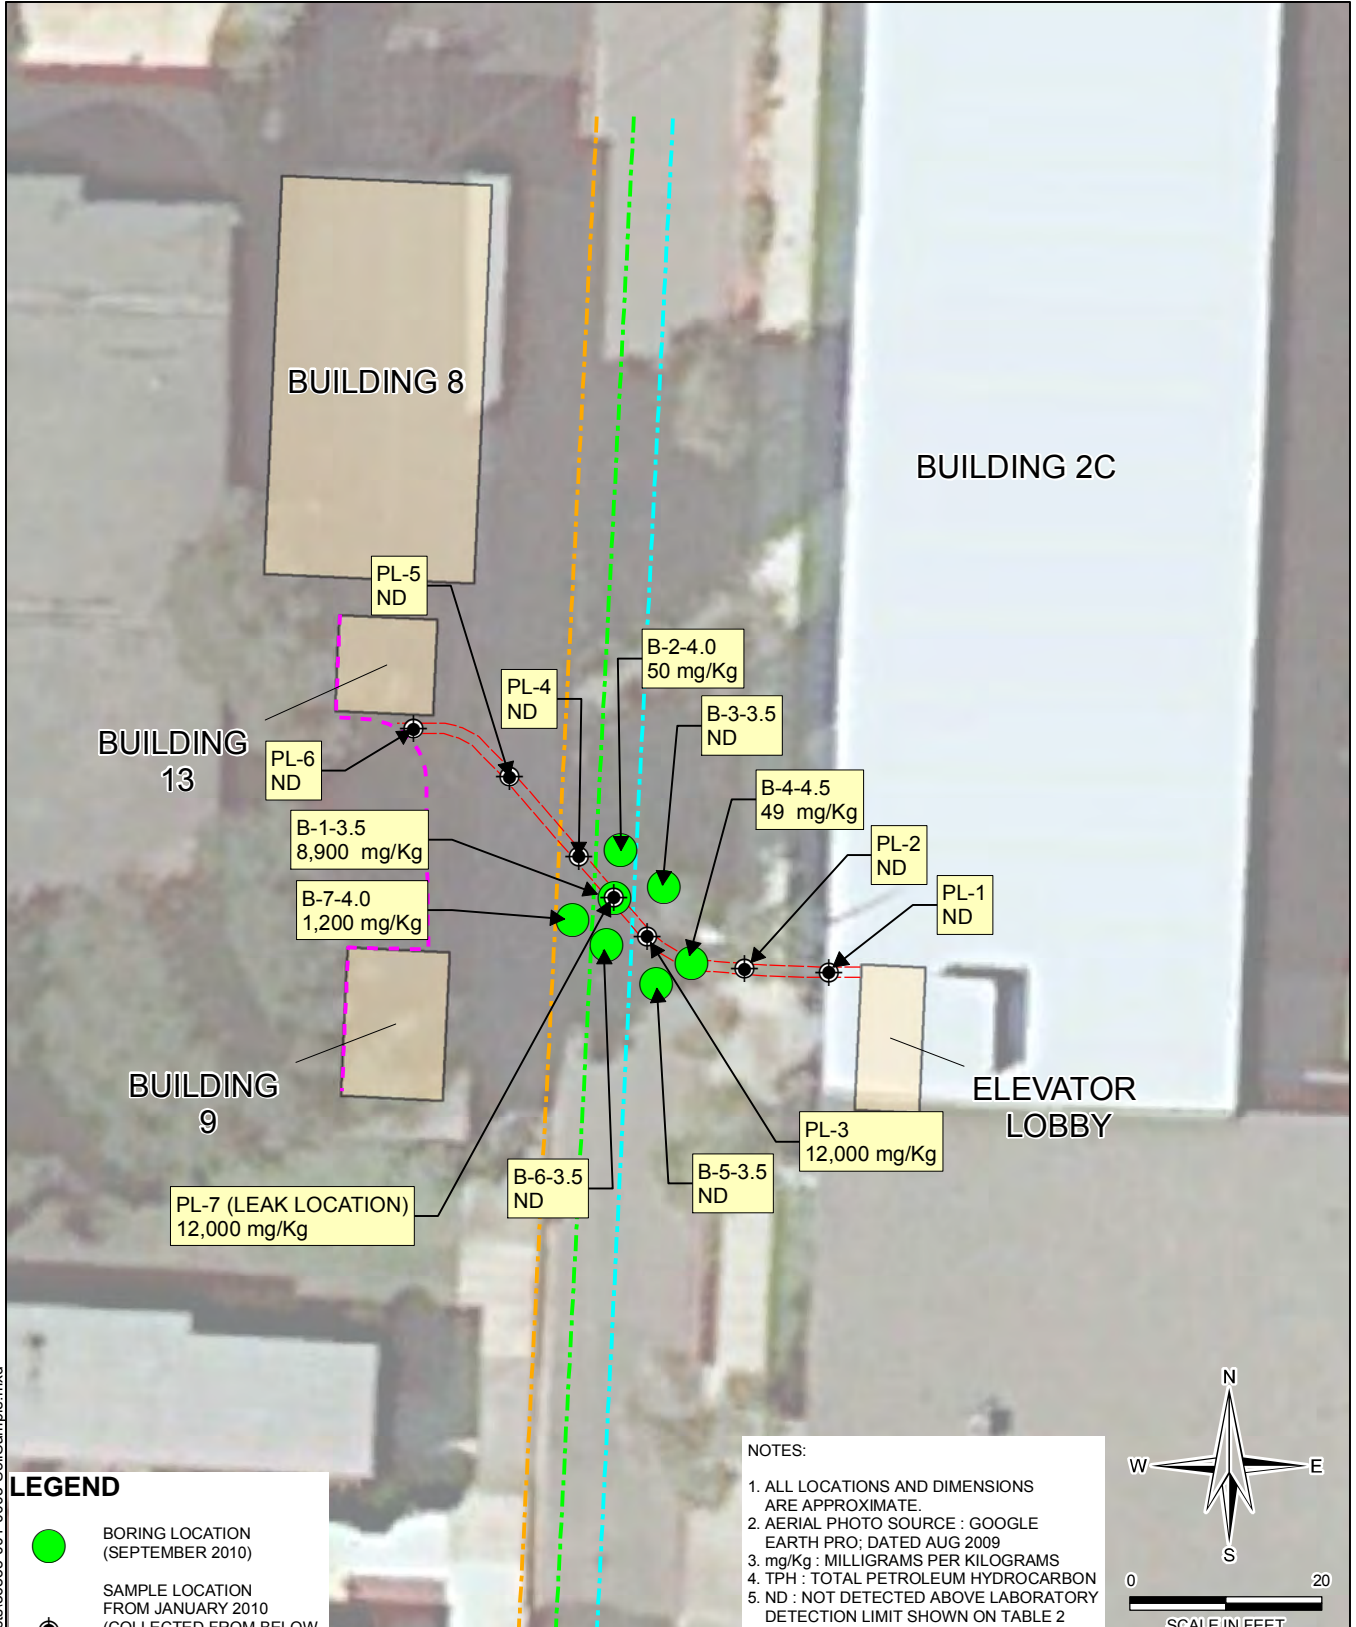 BUILDING 8
BUILDING 2C
PL-5
ND
B-2-4.0
50 mg/Kg
PL-4
ND
B-3-3.5
ND
BUILDING
13
PL-6
ND
B-4-4.5
49 mg/Kg
B-1-3.5
8,900 mg/Kg
PL-2
ND
B-7-4.0
1,200 mg/Kg
PL-1
ND
BUILDING
9
ELEVATOR
LOBBY
PL-3
12,000 mg/Kg
B-6-3.5
ND
B-5-3.5
ND
PL-7 (LEAK LOCATION)
12,000 mg/Kg
LEGEND
BORING LOCATION
(SEPTEMBER 2010)
SAMPLE LOCATION
FROM JANUARY 2010
(COLLECTED FROM BELOW
NOTES:
1. ALL LOCATIONS AND DIMENSIONS
ARE APPROXIMATE.
2. AERIAL PHOTO SOURCE : GOOGLE
EARTH PRO; DATED AUG 2009
3. mg/Kg : MILLIGRAMS PER KILOGRAMS
4. TPH : TOTAL PETROLEUM HYDROCARBON
5. ND : NOT DETECTED ABOVE LABORATORY
DETECTION LIMIT SHOWN ON TABLE 2
N
W E
S
0 20
SCALE IN FEET